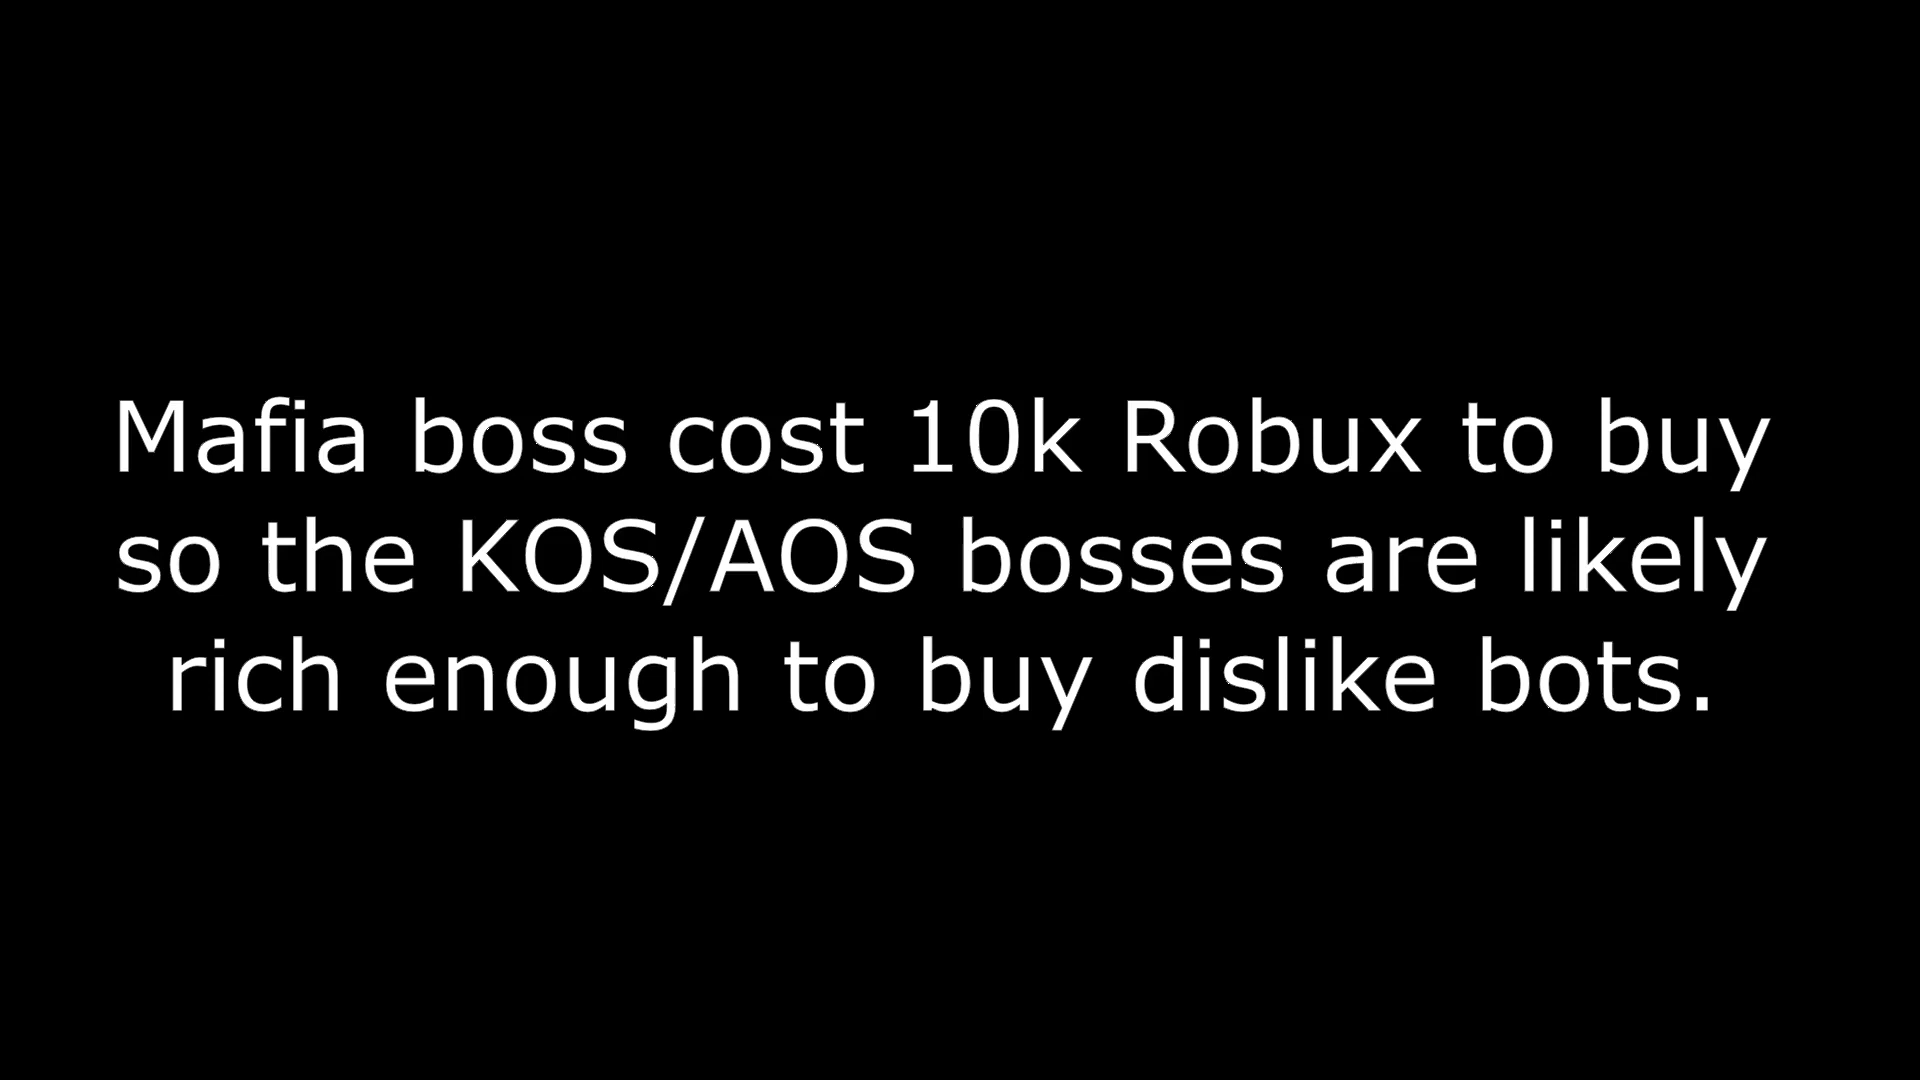 Mafia boss cost 10k Robux to buy
so the KOS/AOS bosses are likely
rich enough to buy dislike bots.